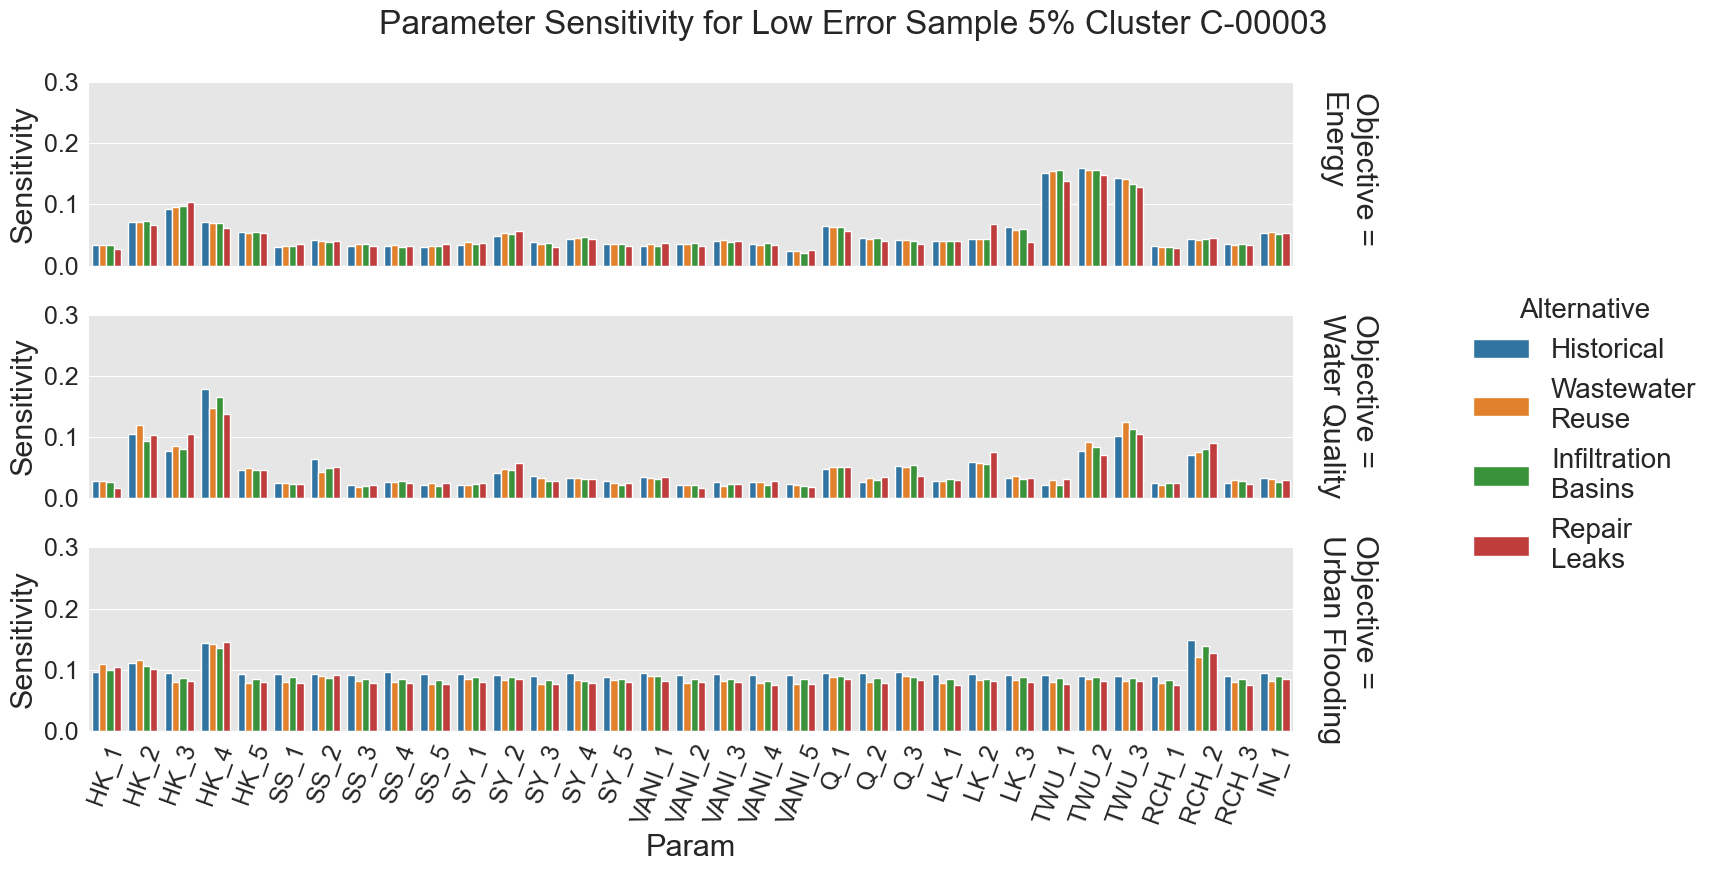 Parameter Sensitivity for Low Error Sample 5% Cluster C-00003
0.3
0.2
0.1
0.0
Sensitivity
Objective =
Energy
0.3
0.2
0.1
0.0
Sensitivity
Objective =
Water Quality
0.3
0.2
0.1
0.0
Sensitivity
Objective =
Urban Flooding
HK_1
HK_2
HK_3
HK_4
HK_5
SS_1
SS_2
SS_3
SS_4
SS_5
SY_1
SY_2
SY_3
SY_4
SY_5
VANI_1
VANI_2
VANI_3
VANI_4
VANI_5
Q_1
Q_2
Q_3
LK_1
LK_2
LK_3
TWU_1
TWU_2
TWU_3
RCH_1
RCH_2
RCH_3
IN_1
Param
Alternative
Historical
Wastewater
Reuse
Infiltration
Basins
Repair
Leaks